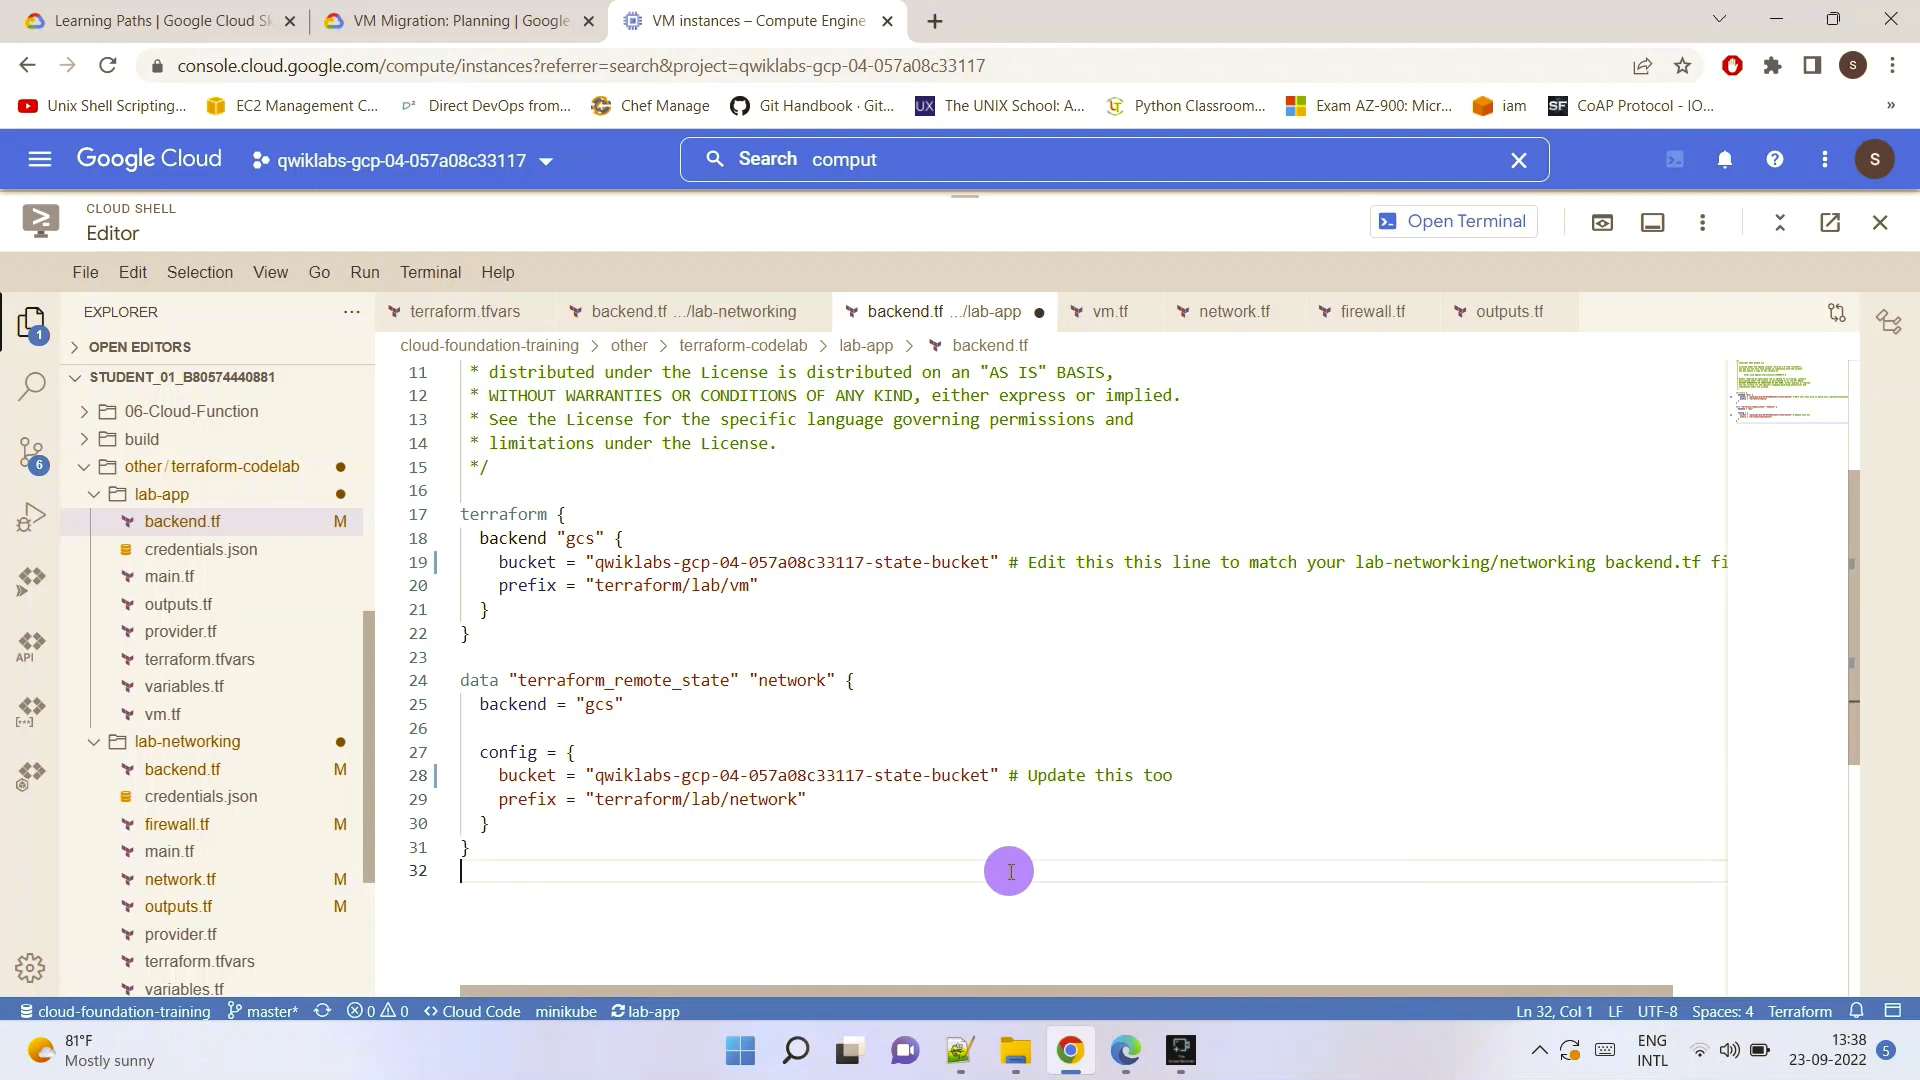 Learning Paths | Google Cloud Sk
VM Migration: Planning | Google
VM instances – Compute Engine
console.cloud.google.com/compute/instances?referrer=search&project=qwiklabs-gcp-04-057a08c33117
S
Unix Shell Scripting...
EC2 Management C...
Direct DevOps from...
Chef Manage
Git Handbook · Git...
UX
The UNIX School: A...
Python Classroom...
Exam AZ-900: Micr...
iam
SF
CoAP Protocol - IO...
»
Google Cloud
qwiklabs-gcp-04-057a08c33117
Search comput
S
CLOUD SHELL
Editor
Open Terminal
File Edit Selection View Go Run Terminal Help
EXPLORER
terraform.tfvars
backend.tf .../lab-networking
backend.tf .../lab-app
vm.tf
network.tf
firewall.tf
outputs.tf
1
6
API
OPEN EDITORS
STUDENT_01_B80574440881
06-Cloud-Function
build
other/terraform-codelab
lab-app
backend.tf M
credentials.json
main.tf
outputs.tf
provider.tf
terraform.tfvars
variables.tf
vm.tf
lab-networking
backend.tf M
credentials.json
firewall.tf M
main.tf
network.tf M
outputs.tf M
provider.tf
terraform.tfvars
variables.tf
cloud-foundation-training > other > terraform-codelab > lab-app > backend.tf
11 * distributed under the License is distributed on an "AS IS" BASIS,
12 * WITHOUT WARRANTIES OR CONDITIONS OF ANY KIND, either express or implied.
13 * See the License for the specific language governing permissions and
14 * limitations under the License.
15 */
16
17 terraform {
18 backend "gcs" {
19 bucket = "qwiklabs-gcp-04-057a08c33117-state-bucket" # Edit this this line to match your lab-networking/networking backend.tf fi
20 prefix = "terraform/lab/vm"
21 }
22 }
23
24 data "terraform_remote_state" "network" {
25 backend = "gcs"
26
27 config = {
28 bucket = "qwiklabs-gcp-04-057a08c33117-state-bucket" # Update this too
29 prefix = "terraform/lab/network"
30 }
31 }
32
cloud-foundation-training master* 0 0 <> Cloud Code minikube lab-app Ln 32, Col 1 LF UTF-8 Spaces: 4 Terraform
81°F
Mostly sunny
ENG
INTL
13:38
23-09-2022
5